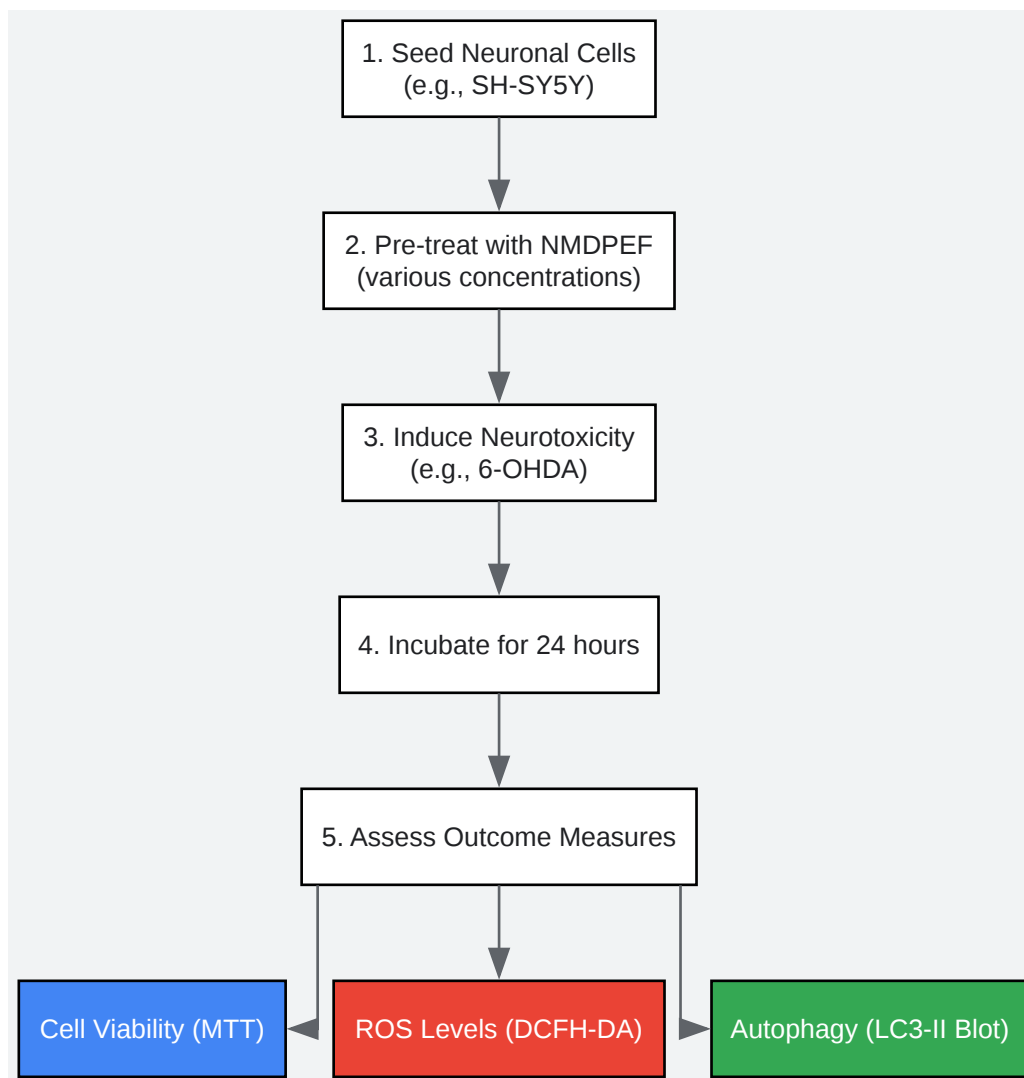 1. Seed Neuronal Cells
(e.g., SH-SY5Y)
2. Pre-treat with NMDPEF
(various concentrations)
3. Induce Neurotoxicity
(e.g., 6-OHDA)
4. Incubate for 24 hours
5. Assess Outcome Measures
Cell Viability (MTT)
ROS Levels (DCFH-DA)
Autophagy (LC3-II Blot)